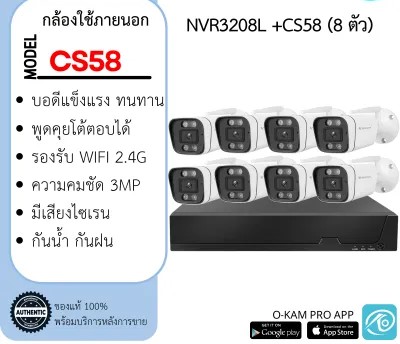 กล้องใช้ภายนอก
MODEL
CS58
NVR3208L +CS58 (8 ตัว)
บอดีแข็งแรง ทนทาน
พูดคุยโต้ตอบได้
รองรับ WIFI 2.4G
ความคมชัด 3MP
มีเสียงไซเรน
กันน้ำ กันฝน
AUTHENTIC
ของแท้ 100%
พร้อมบริการหลังการขาย
O-KAM PRO APP
GET IT ON
Google Play
Download on the
App Store